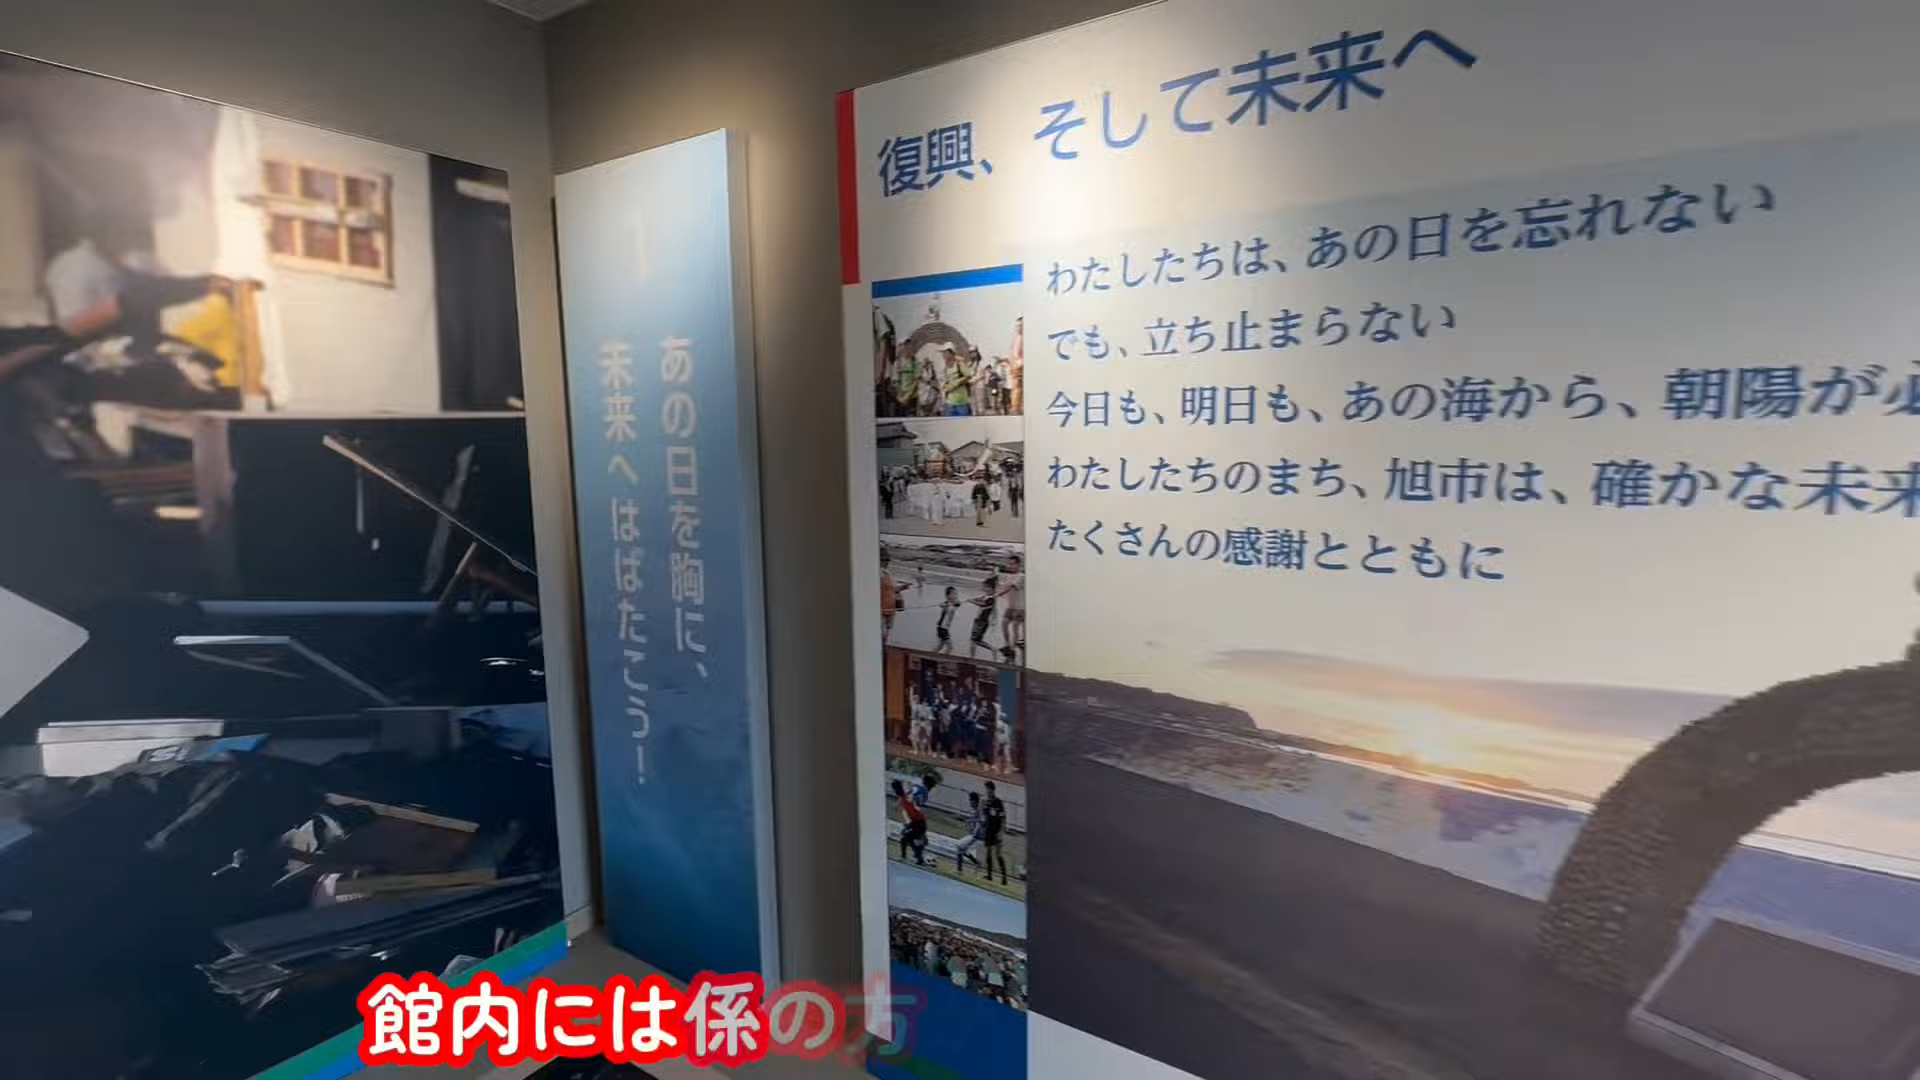 あの日を胸に、
未来へはばたこう！
復興、そして未来へ
わたしたちは、あの日を忘れない
でも、立ち止まらない
今日も、明日も、あの海から、朝陽が必
わたしたちのまち、旭市は、確かな未来
たくさんの感謝とともに
館内には係の方